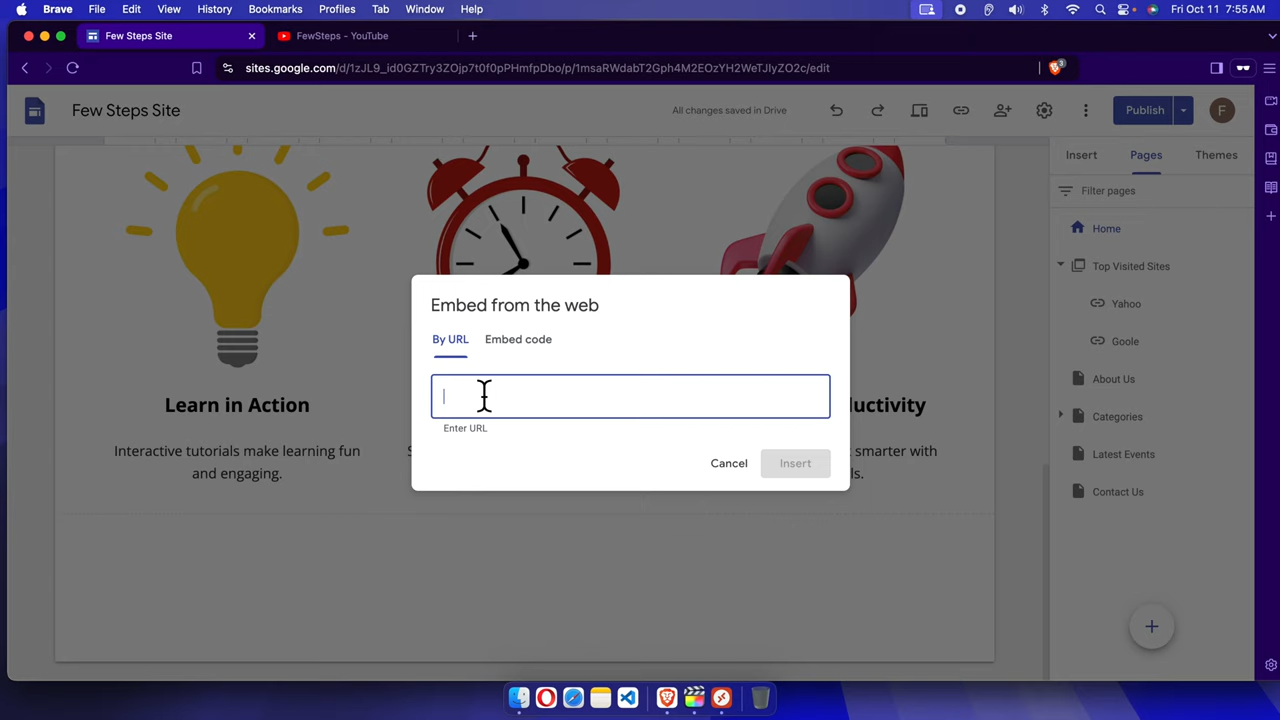 Brave File Edit View History Bookmarks Profiles Tab Window Help Fri Oct 11 7:55 AM
Few Steps Site
FewSteps - YouTube
sites.google.com/d/1zJL9_id0GZTry3ZOjp7t0f0pPHmfpDbo/p/1msaRWdabT2Gph4M2EOzYH2WeTJIyZO2c/edit
3
Few Steps Site
All changes saved in Drive
Publish
F
Insert Pages Themes
Filter pages
Home
Top Visited Sites
Yahoo
Goole
About Us
Categories
Latest Events
Contact Us
Embed from the web
By URL Embed code
Enter URL
Cancel Insert
Learn in Action
Interactive tutorials make learning fun
and engaging.
smarter with